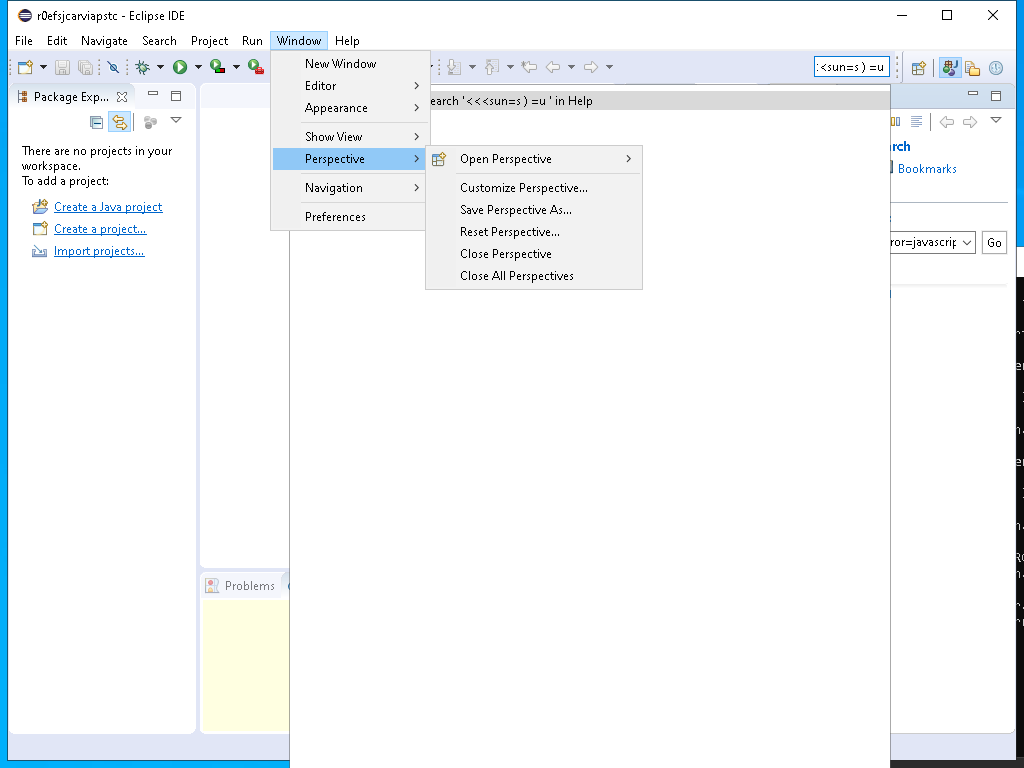 r0efsjcarviapstc - Eclipse IDE
File Edit Navigate Search Project Run Window Help
:<sun=s ) =u
Package Exp...
There are no projects in your
workspace.
To add a project:
Create a Java project
Create a project...
Import projects...
New Window
Editor
Appearance
Show View
Perspective
Navigation
Preferences
earch '<<<sun=s ) =u ' in Help
Open Perspective
Customize Perspective...
Save Perspective As...
Reset Perspective...
Close Perspective
Close All Perspectives
rch
Bookmarks
ror=javascrip
Go
Problems